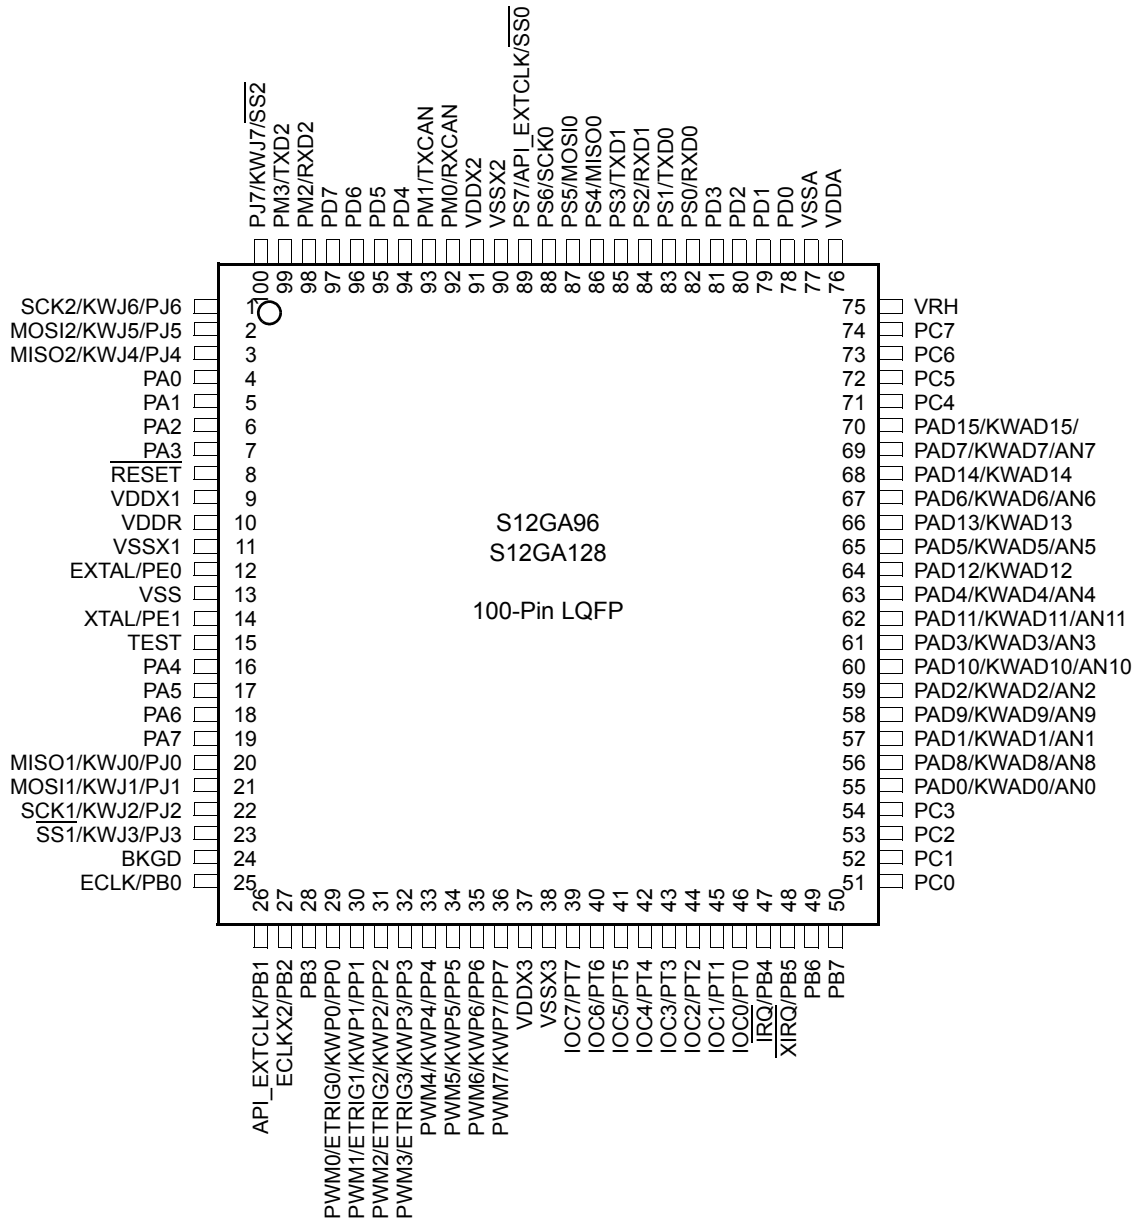 PJ7/KWJ7/SS2
PM3/TXD2
PM2/RXD2
PD7
PD6
PD5
PD4
PM1/TXCAN
PM0/RXCAN
VDDX2
VSSX2
PS7/API_EXTCLK/SS0
PS6/SCK0
PS5/MOSI0
PS4/MISO0
PS3/TXD1
PS2/RXD1
PS1/TXD0
PS0/RXD0
PD3
PD2
PD1
PD0
VSSA
VDDA
100
99
98
97
96
95
94
93
92
91
90
89
88
87
86
85
84
83
82
81
80
79
78
77
76
SCK2/KWJ6/PJ6 1
MOSI2/KWJ5/PJ5 2
MISO2/KWJ4/PJ4 3
PA0 4
PA1 5
PA2 6
PA3 7
RESET 8
VDDX1 9
VDDR 10
VSSX1 11
EXTAL/PE0 12
VSS 13
XTAL/PE1 14
TEST 15
PA4 16
PA5 17
PA6 18
PA7 19
MISO1/KWJ0/PJ0 20
MOSI1/KWJ1/PJ1 21
SCK1/KWJ2/PJ2 22
SS1/KWJ3/PJ3 23
BKGD 24
ECLK/PB0 25
S12GA96
S12GA128
100-Pin LQFP
75 VRH
74 PC7
73 PC6
72 PC5
71 PC4
70 PAD15/KWAD15/
69 PAD7/KWAD7/AN7
68 PAD14/KWAD14
67 PAD6/KWAD6/AN6
66 PAD13/KWAD13
65 PAD5/KWAD5/AN5
64 PAD12/KWAD12
63 PAD4/KWAD4/AN4
62 PAD11/KWAD11/AN11
61 PAD3/KWAD3/AN3
60 PAD10/KWAD10/AN10
59 PAD2/KWAD2/AN2
58 PAD9/KWAD9/AN9
57 PAD1/KWAD1/AN1
56 PAD8/KWAD8/AN8
55 PAD0/KWAD0/AN0
54 PC3
53 PC2
52 PC1
51 PC0
26
27
28
29
30
31
32
33
34
35
36
37
38
39
40
41
42
43
44
45
46
47
48
49
50
API_EXTCLK/PB1
ECLKX2/PB2
PB3
PWM0/ETRIG0/KWP0/PP0
PWM1/ETRIG1/KWP1/PP1
PWM2/ETRIG2/KWP2/PP2
PWM3/ETRIG3/KWP3/PP3
PWM4/KWP4/PP4
PWM5/KWP5/PP5
PWM6/KWP6/PP6
PWM7/KWP7/PP7
VDDX3
VSSX3
IOC7/PT7
IOC6/PT6
IOC5/PT5
IOC4/PT4
IOC3/PT3
IOC2/PT2
IOC1/PT1
IOC0/PT0
IRQ/PB4
XIRQ/PB5
PB6
PB7